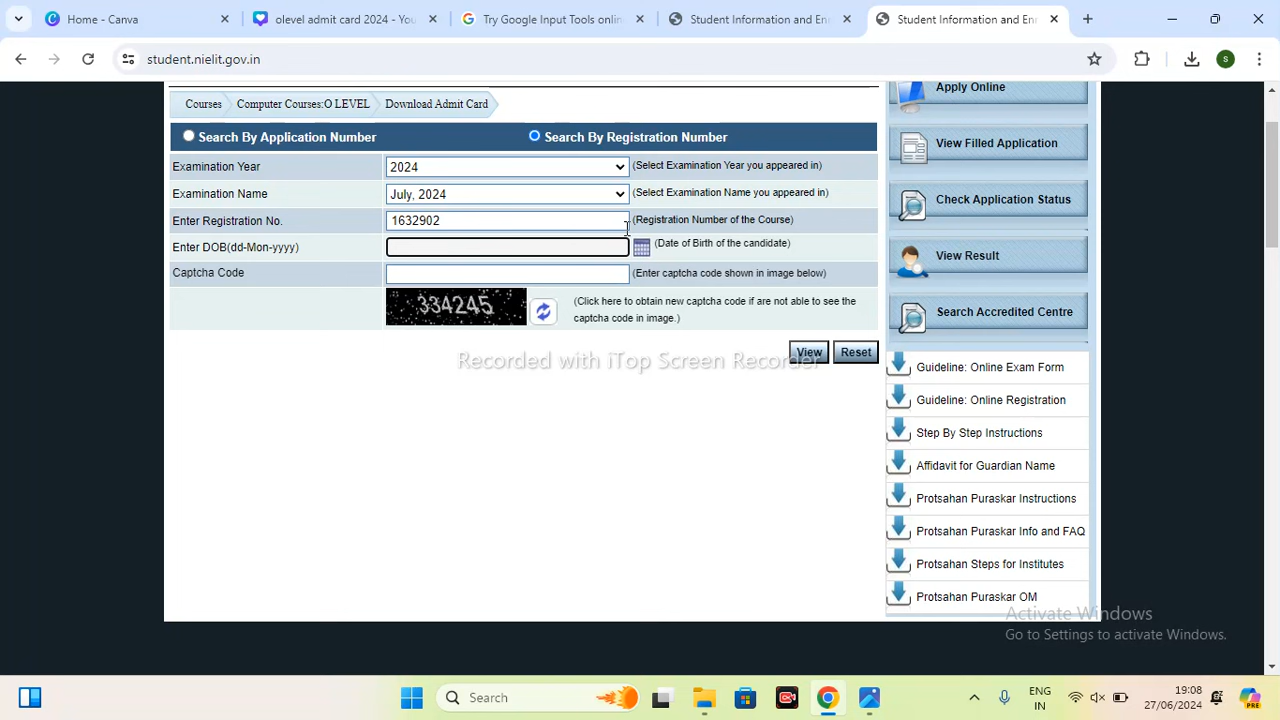 Home - Canva
olevel admit card 2024 - You
Try Google Input Tools onlin
Student Information and En
Student Information and En
student.nielit.gov.in
S
Courses
Computer Courses:O LEVEL
Download Admit Card
Search By Application Number
Search By Registration Number
Examination Year
2024
(Select Examination Year you appeared in)
Examination Name
July, 2024
(Select Examination Name you appeared in)
Enter Registration No.
1632902
(Registration Number of the Course)
Enter DOB(dd-Mon-yyyy)
(Date of Birth of the candidate)
Captcha Code
(Enter captcha code shown in image below)
334245
(Click here to obtain new captcha code if are not able to see the
captcha code in image.)
View
Reset
Recorded with iTop Screen Recorder
Apply Online
View Filled Application
Check Application Status
View Result
Search Accredited Centre
Guideline: Online Exam Form
Guideline: Online Registration
Step By Step Instructions
Affidavit for Guardian Name
Protsahan Puraskar Instructions
Protsahan Puraskar Info and FAQ
Protsahan Steps for Institutes
Protsahan Puraskar OM
Activate Windows
Go to Settings to activate Windows.
Search
ENG
IN
19:08
27/06/2024
PRE